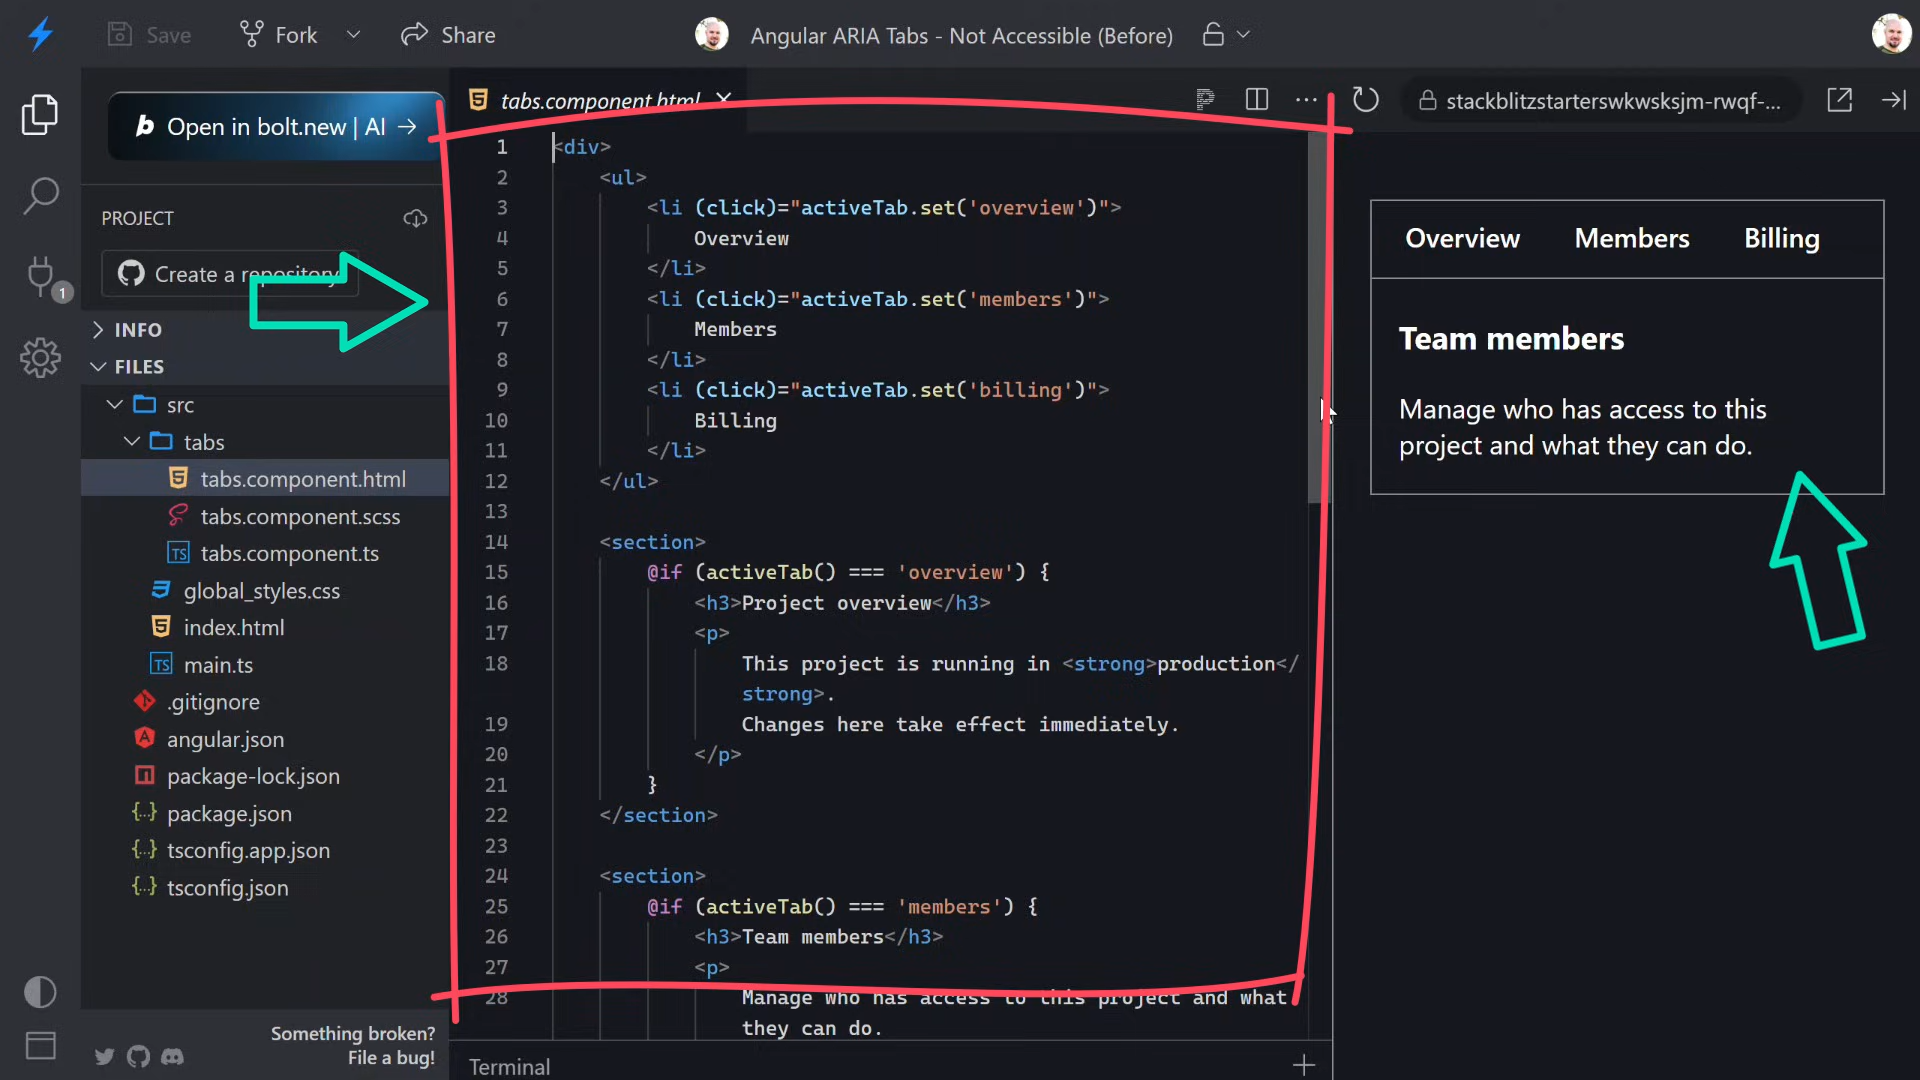 Save
Fork
Share
Angular ARIA Tabs - Not Accessible (Before)
Open in bolt.new | AI →
tabs.component.html
stackblitzstarterswkwsksjm-rwqf-...
PROJECT
Create a repository
1
INFO
FILES
src
tabs
tabs.component.html
tabs.component.scss
tabs.component.ts
global_styles.css
index.html
main.ts
.gitignore
angular.json
package-lock.json
package.json
tsconfig.app.json
tsconfig.json
Something broken?
File a bug!
1 <div>
2 <ul>
3 <li (click)="activeTab.set('overview')">
4 Overview
5 </li>
6 <li (click)="activeTab.set('members')">
7 Members
8 </li>
9 <li (click)="activeTab.set('billing')">
10 Billing
11 </li>
12 </ul>
13
14 <section>
15 @if (activeTab() === 'overview') {
16 <h3>Project overview</h3>
17 <p>
18 This project is running in <strong>production</
strong>.
19 Changes here take effect immediately.
20 </p>
21 }
22 </section>
23
24 <section>
25 @if (activeTab() === 'members') {
26 <h3>Team members</h3>
27 <p>
28 Manage who has access to this project and what
they can do.
Terminal
Overview Members Billing
Team members
Manage who has access to this
project and what they can do.